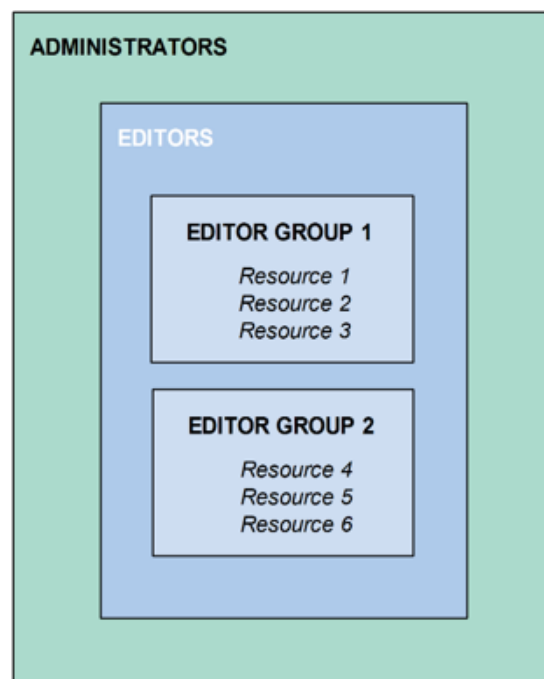 ADMINISTRATORS
EDITORS
EDITOR GROUP 1
Resource 1
Resource 2
Resource 3
EDITOR GROUP 2
Resource 4
Resource 5
Resource 6